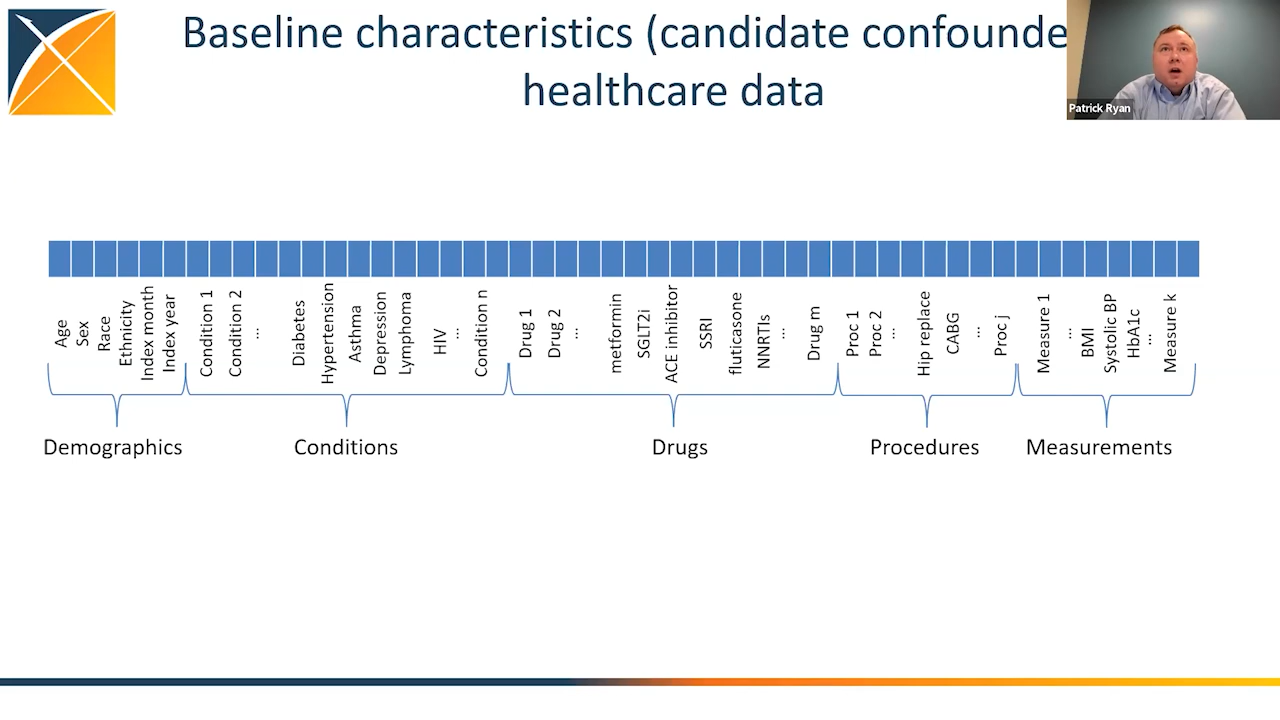 Baseline characteristics (candidate confounde
healthcare data
Patrick Ryan
Age
Sex
Race
Ethnicity
Index month
Index year
Condition 1
Condition 2
...
Diabetes
Hypertension
Asthma
Depression
Lymphoma
HIV
...
Condition n
Drug 1
Drug 2
...
metformin
SGLT2i
ACE inhibitor
SSRI
fluticasone
NNRTIs
...
Drug m
Proc 1
Proc 2
...
Hip replace
CABG
...
Proc j
Measure 1
...
BMI
Systolic BP
HbA1c
...
Measure k
Demographics
Conditions
Drugs
Procedures
Measurements